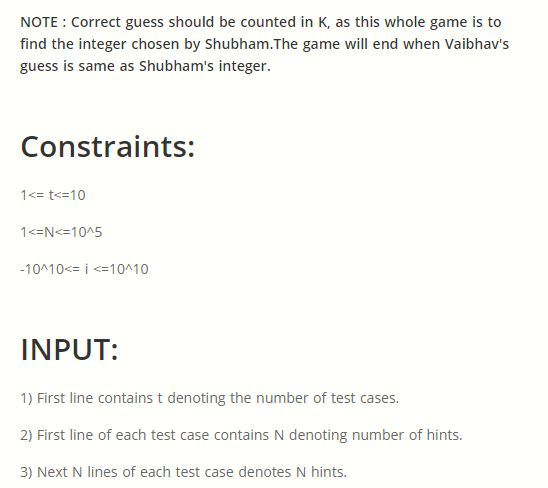 NOTE : Correct guess should be counted in K, as this whole game is to
find the integer chosen by Shubham.The game will end when Vaibhav's
guess is same as Shubham's integer.
Constraints:
1<= t<=10
1<=N<=10^5
-10^10<= i <=10^10
INPUT:
1) First line contains t denoting the number of test cases.
2) First line of each test case contains N denoting number of hints.
3) Next N lines of each test case denotes N hints.